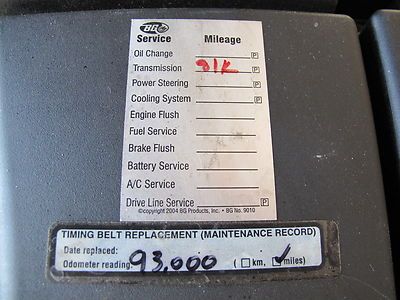 BG
Service Mileage
Oil Change P
Transmission 91K P
Power Steering P
Cooling System P
Engine Flush
Fuel Service
Brake Flush
Battery Service
A/C Service
Drive Line Service P
©copyright 2004 BG Products, Inc. • BG No. 9010
TIMING BELT REPLACEMENT (MAINTENANCE RECORD)
Date replaced:
Odometer reading: 93,000 ( □ km, ☑ miles)